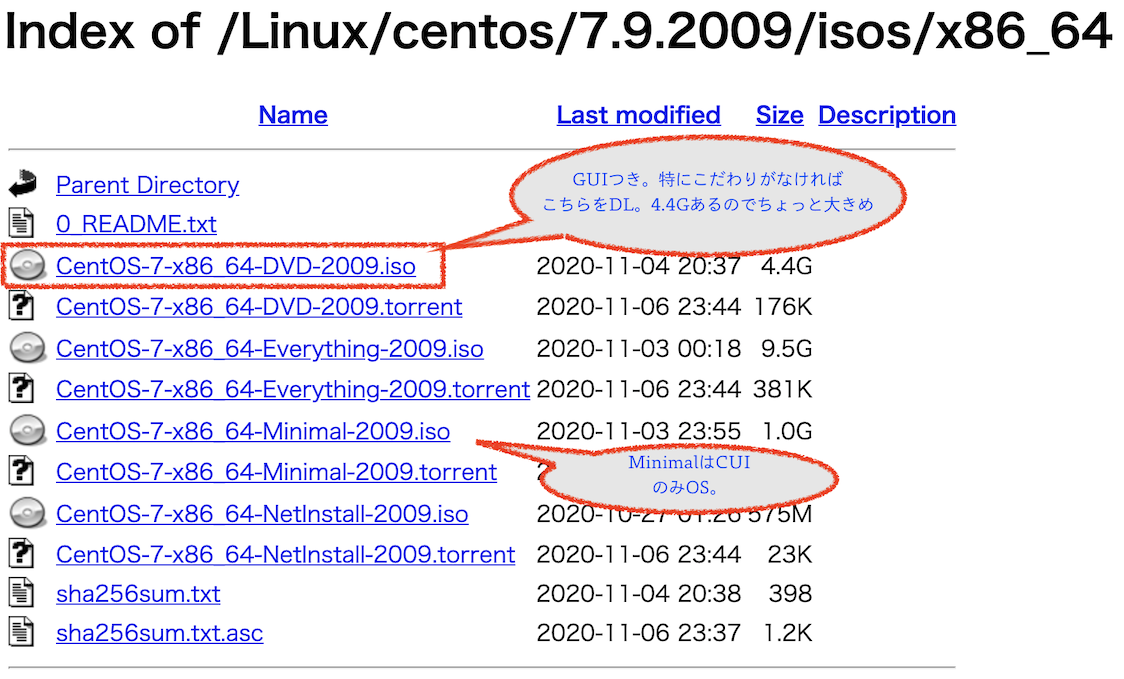 Index of /Linux/centos/7.9.2009/isos/x86_64
Name Last modified Size Description
Parent Directory
GUIつき。特にこだわりがなければ
こちらをDL。4.4Gあるのでちょっと大きめ
0_README.txt
CentOS-7-x86_64-DVD-2009.iso 2020-11-04 20:37 4.4G
CentOS-7-x86_64-DVD-2009.torrent 2020-11-06 23:44 176K
CentOS-7-x86_64-Everything-2009.iso 2020-11-03 00:18 9.5G
CentOS-7-x86_64-Everything-2009.torrent 2020-11-06 23:44 381K
CentOS-7-x86_64-Minimal-2009.iso 2020-11-03 23:55 1.0G
MinimalはCUI
のみOS。
CentOS-7-x86_64-Minimal-2009.torrent
CentOS-7-x86_64-NetInstall-2009.iso 2020-10-27 01:26 575M
CentOS-7-x86_64-NetInstall-2009.torrent 2020-11-06 23:44 23K
sha256sum.txt 2020-11-04 20:38 398
sha256sum.txt.asc 2020-11-06 23:37 1.2K